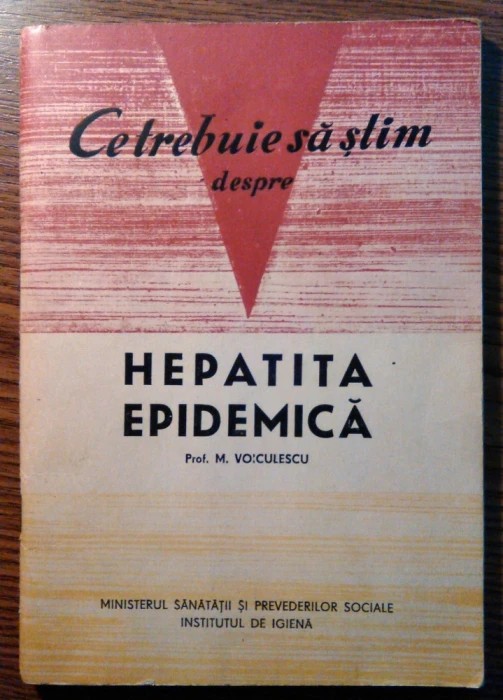 Ce trebuie să știm
despre
HEPATITA
EPIDEMICĂ
Prof. M. VOICULESCU
MINISTERUL SĂNĂTĂȚII ȘI PREVEDERILOR SOCIALE
INSTITUTUL DE IGIENĂ